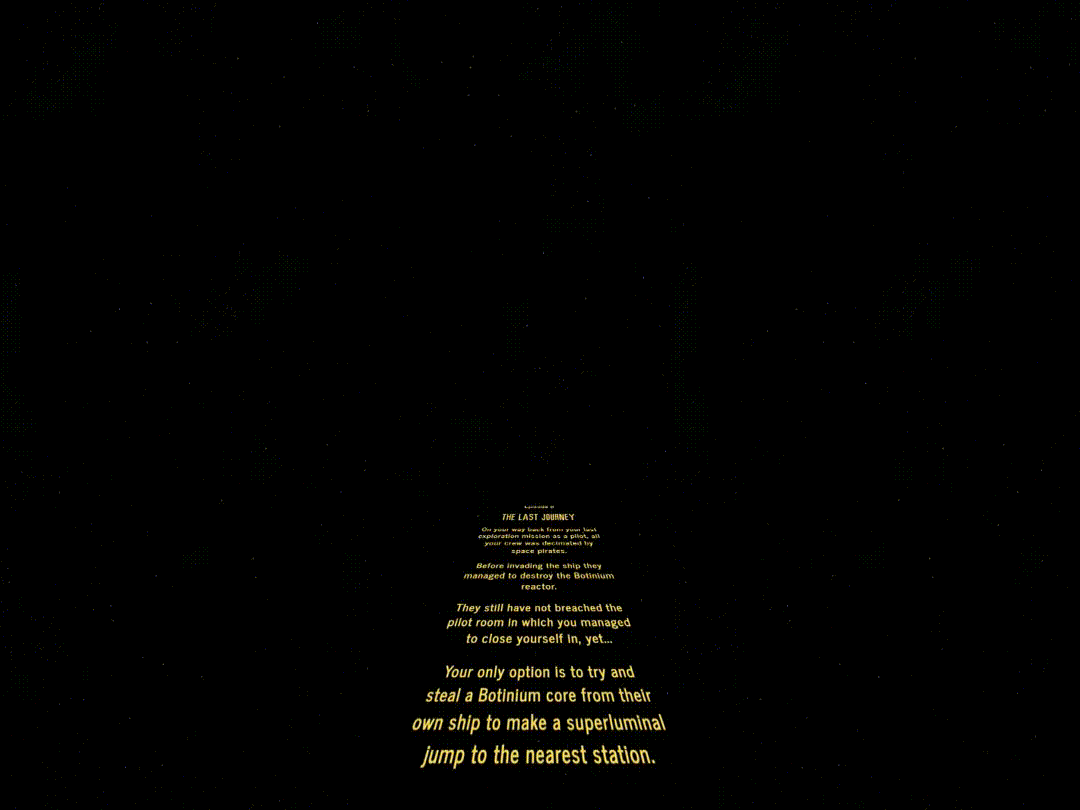 THE LAST JOURNEY
On your way back from your last
exploration mission as a pilot, all
your crew was decimated by
space pirates.
Before invading the ship they
managed to destroy the Botinium
reactor.
They still have not breached the
pilot room in which you managed
to close yourself in, yet...
Your only option is to try and
steal a Botinium core from their
own ship to make a superluminal
jump to the nearest station.